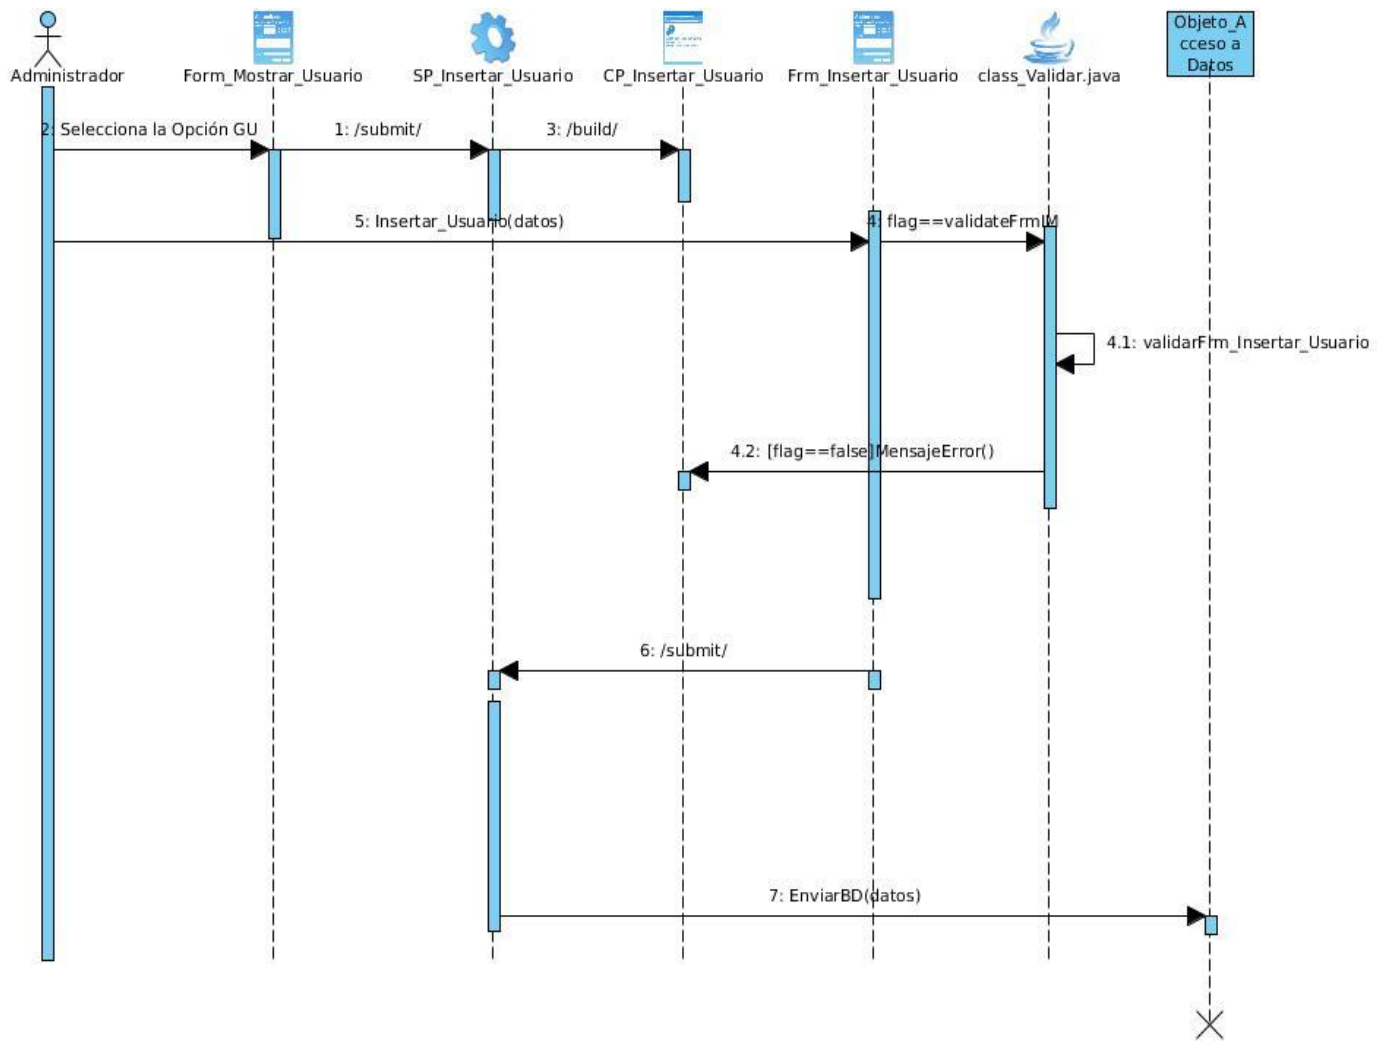 Administrador
Form_Mostrar_Usuario
SP_Insertar_Usuario
CP_Insertar_Usuario
Frm_Insertar_Usuario
class_Validar.java
Objeto_A
cceso a
Datos
2: Selecciona la Opción GU
1: /submit/
3: /build/
5: Insertar_Usuario(datos)
4: flag==validateFrmIM
4.1: validarFrm_Insertar_Usuario
4.2: [flag==false]MensajeError()
6: /submit/
7: EnviarBD(datos)